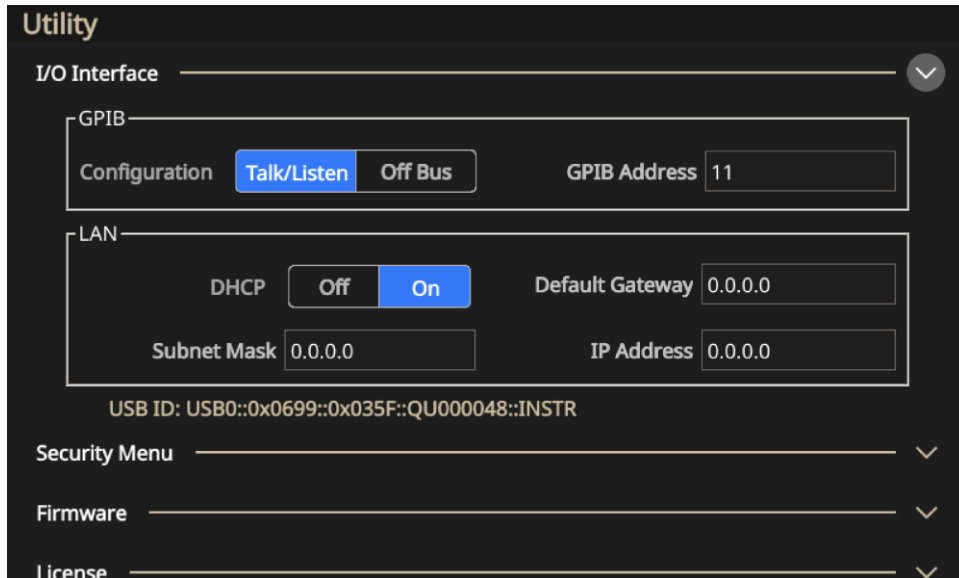 Utility
I/O Interface
GPIB
Configuration Talk/Listen Off Bus GPIB Address 11
LAN
DHCP Off On Default Gateway 0.0.0.0
Subnet Mask 0.0.0.0 IP Address 0.0.0.0
USB ID: USB0::0x0699::0x035F::QU000048::INSTR
Security Menu
Firmware
License